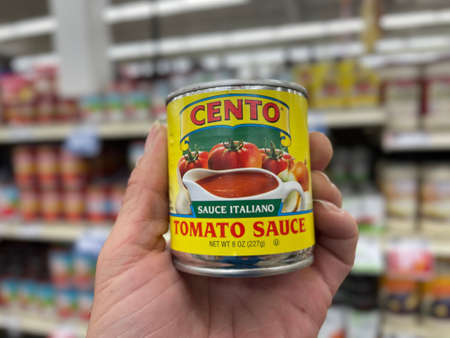 CENTO
SAUCE ITALIANO
TOMATO SAUCE
NET WT 8 OZ (227g)